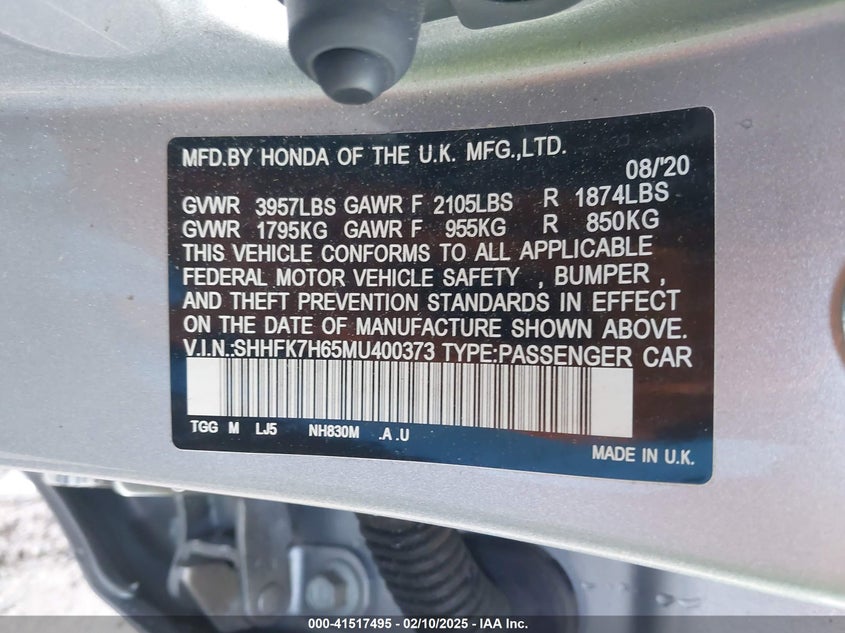 MFD.BY HONDA OF THE U.K. MFG.,LTD.
08/'20
GVWR 3957LBS GAWR F 2105LBS R 1874LBS
GVWR 1795KG GAWR F 955KG R 850KG
THIS VEHICLE CONFORMS TO ALL APPLICABLE
FEDERAL MOTOR VEHICLE SAFETY , BUMPER ,
AND THEFT PREVENTION STANDARDS IN EFFECT
ON THE DATE OF MANUFACTURE SHOWN ABOVE.
V.I.N.:SHHFK7H65MU400373 TYPE:PASSENGER CAR
TGG M LJ5 NH830M .A .U
MADE IN U.K.
000-41517495 - 02/10/2025 - IAA Inc.